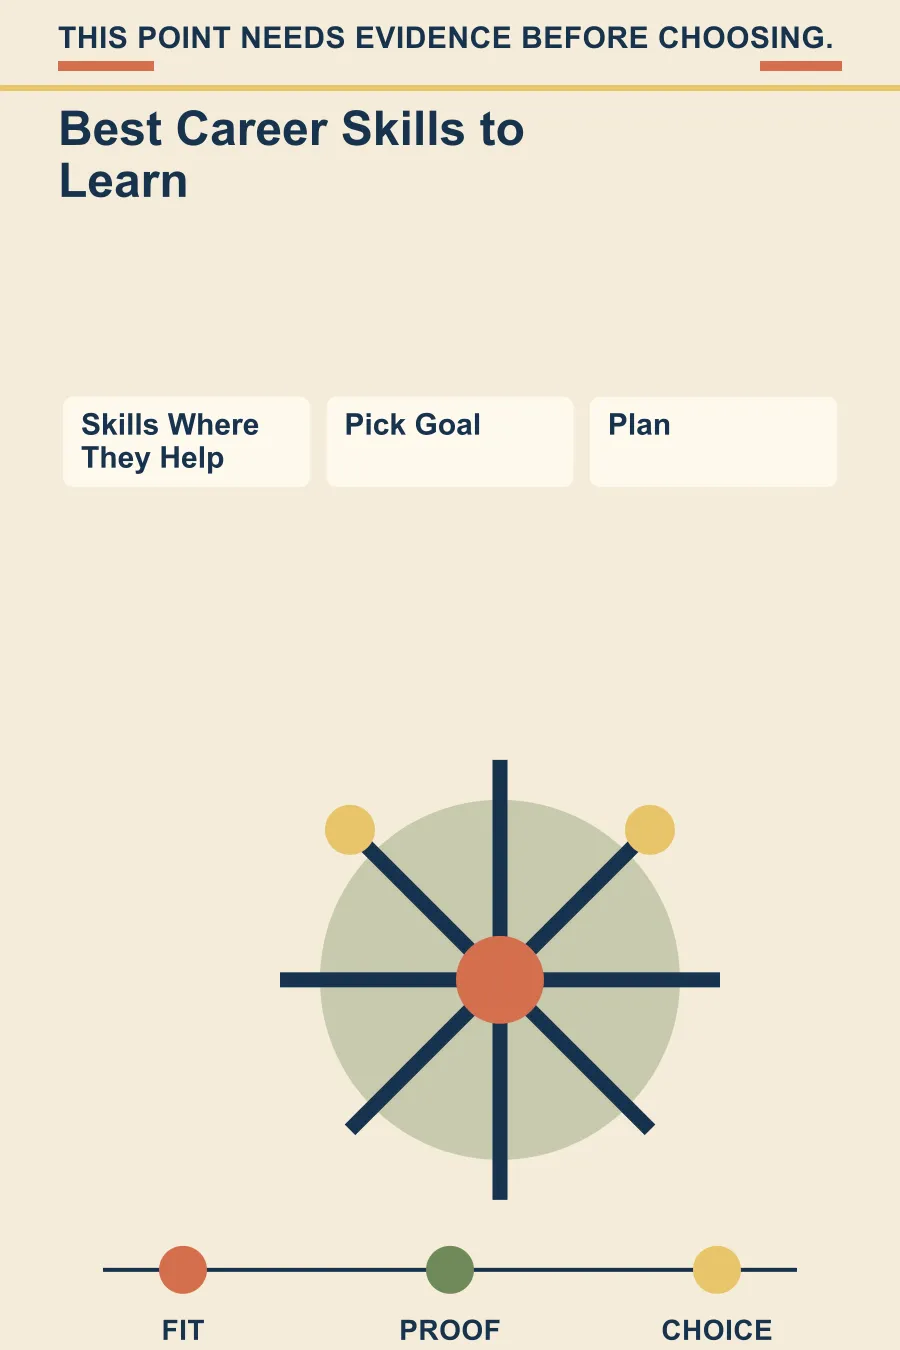 THIS POINT NEEDS EVIDENCE BEFORE CHOOSING.
Best Career Skills to
Learn
Skills Where
They Help
Pick Goal
Plan
FIT
PROOF
CHOICE